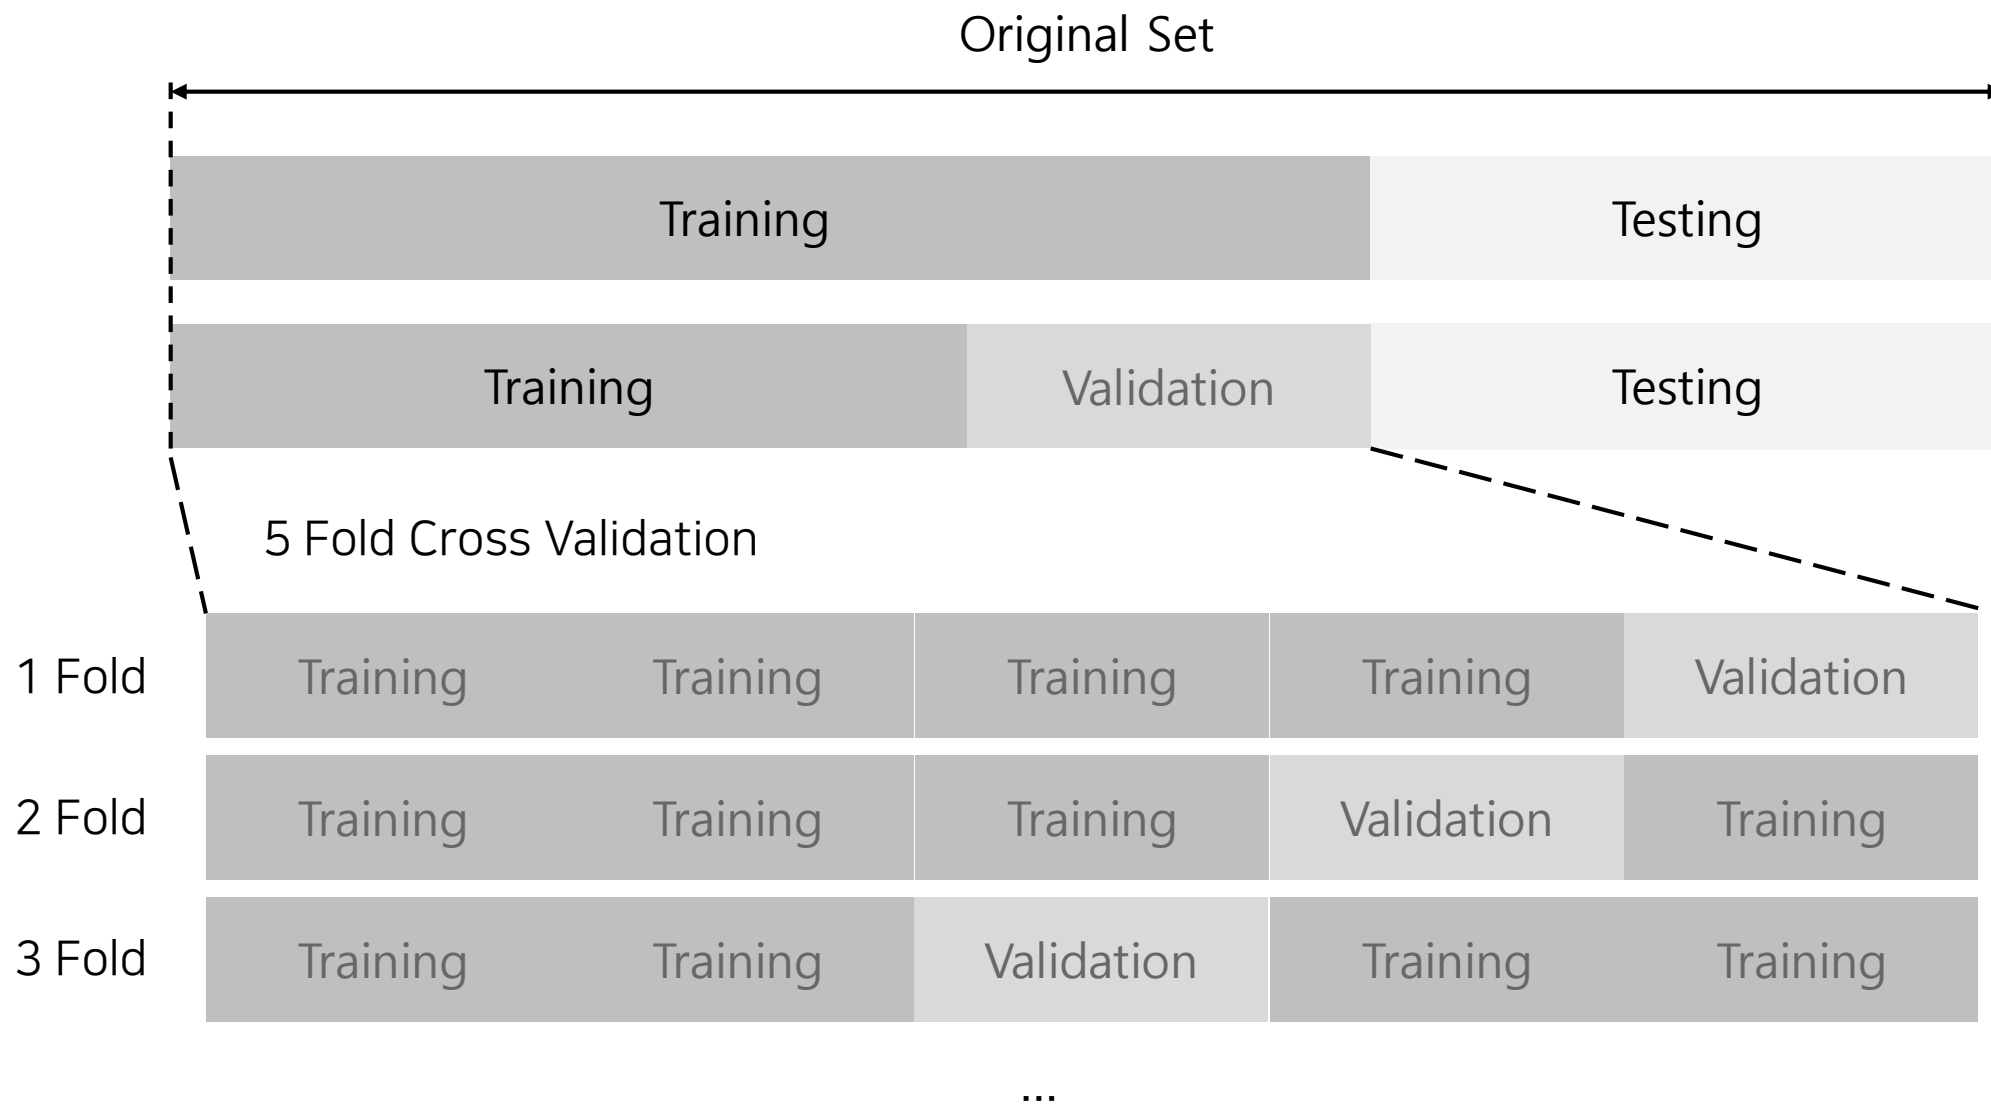 Original Set
Training Testing
Training Validation Testing
5 Fold Cross Validation
1 Fold Training Training Training Training Validation
2 Fold Training Training Training Validation Training
3 Fold Training Training Validation Training Training
...